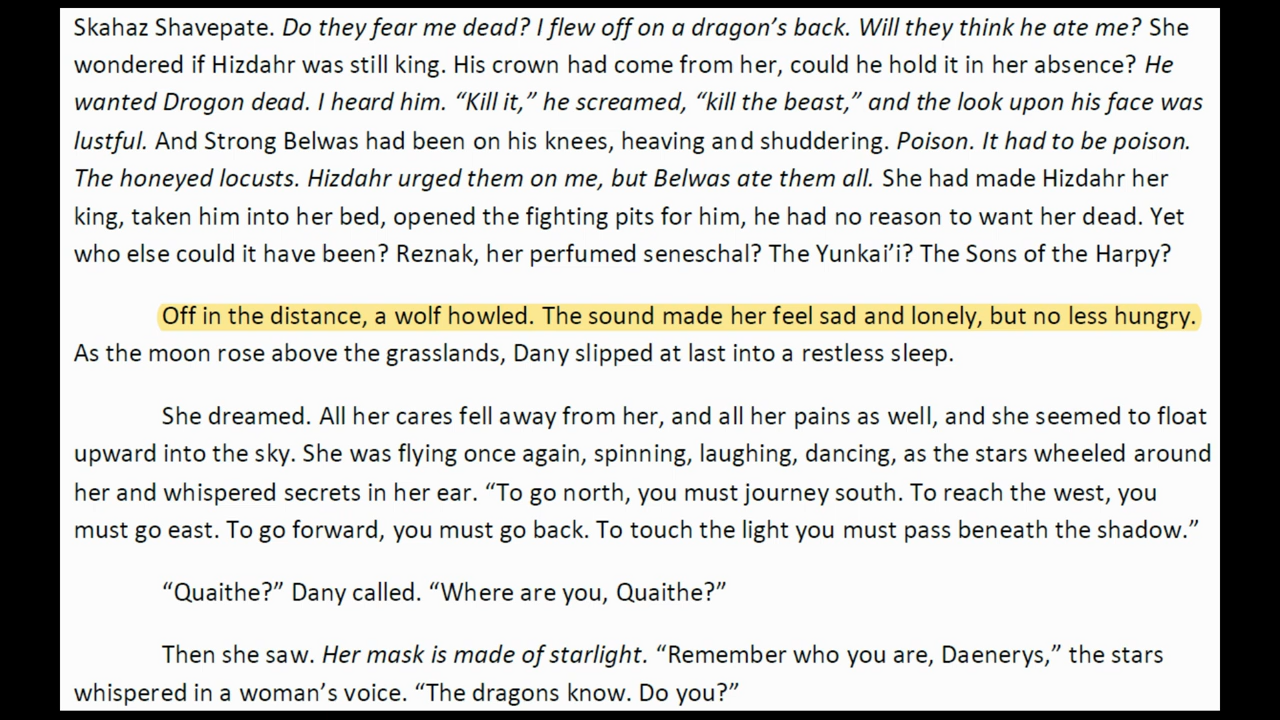 Skahaz Shavepate. Do they fear me dead? I flew off on a dragon’s back. Will they think he ate me? She
wondered if Hizdahr was still king. His crown had come from her, could he hold it in her absence? He
wanted Drogon dead. I heard him. “Kill it,” he screamed, “kill the beast,” and the look upon his face was
lustful. And Strong Belwas had been on his knees, heaving and shuddering. Poison. It had to be poison.
The honeyed locusts. Hizdahr urged them on me, but Belwas ate them all. She had made Hizdahr her
king, taken him into her bed, opened the fighting pits for him, he had no reason to want her dead. Yet
who else could it have been? Reznak, her perfumed seneschal? The Yunkai’i? The Sons of the Harpy?
Off in the distance, a wolf howled. The sound made her feel sad and lonely, but no less hungry.
As the moon rose above the grasslands, Dany slipped at last into a restless sleep.
She dreamed. All her cares fell away from her, and all her pains as well, and she seemed to float
upward into the sky. She was flying once again, spinning, laughing, dancing, as the stars wheeled around
her and whispered secrets in her ear. “To go north, you must journey south. To reach the west, you
must go east. To go forward, you must go back. To touch the light you must pass beneath the shadow.”
“Quaithe?” Dany called. “Where are you, Quaithe?”
Then she saw. Her mask is made of starlight. “Remember who you are, Daenerys,” the stars
whispered in a woman’s voice. “The dragons know. Do you?”